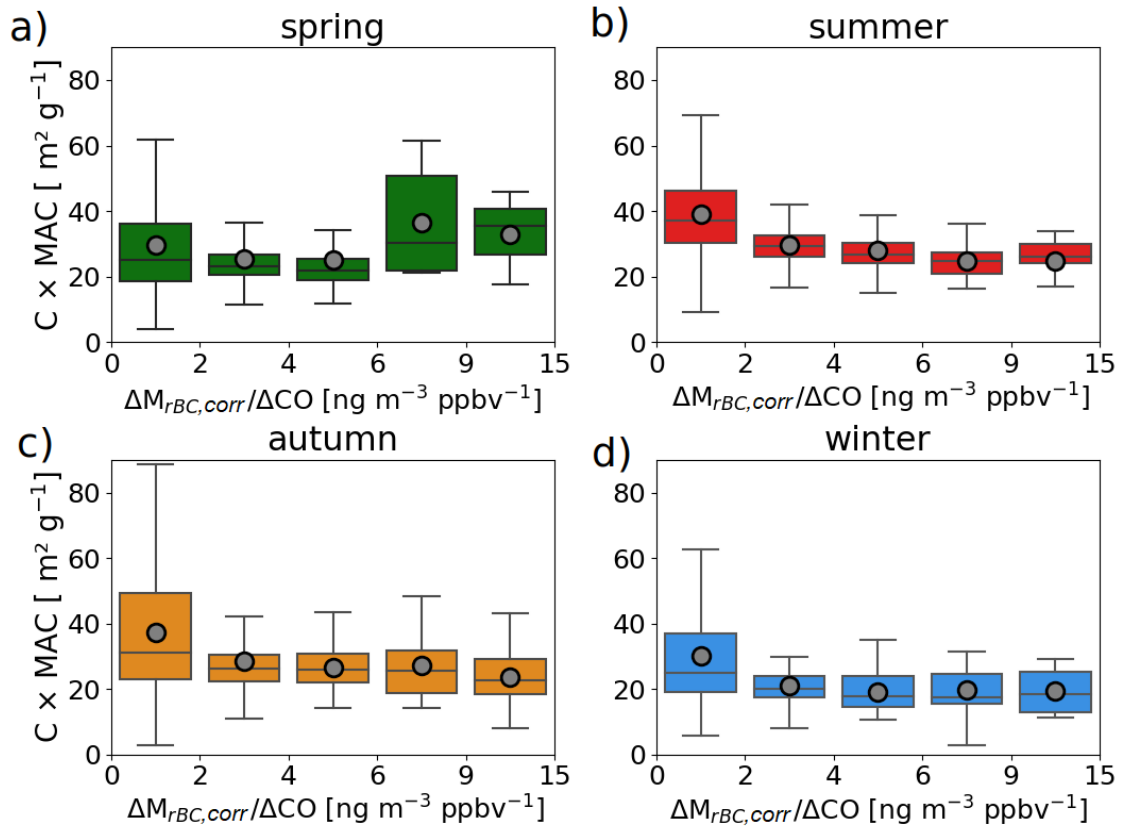 a) spring
C × MAC [ m² g⁻¹]
80
60
40
20
0
0 2 4 6 9 15
ΔM_rBC,corr/ΔCO [ng m⁻³ ppbv⁻¹]
b) summer
80
60
40
20
0
0 2 4 6 9 15
ΔM_rBC,corr/ΔCO [ng m⁻³ ppbv⁻¹]
c) autumn
C × MAC [ m² g⁻¹]
80
60
40
20
0
0 2 4 6 9 15
ΔM_rBC,corr/ΔCO [ng m⁻³ ppbv⁻¹]
d) winter
80
60
40
20
0
0 2 4 6 9 15
ΔM_rBC,corr/ΔCO [ng m⁻³ ppbv⁻¹]